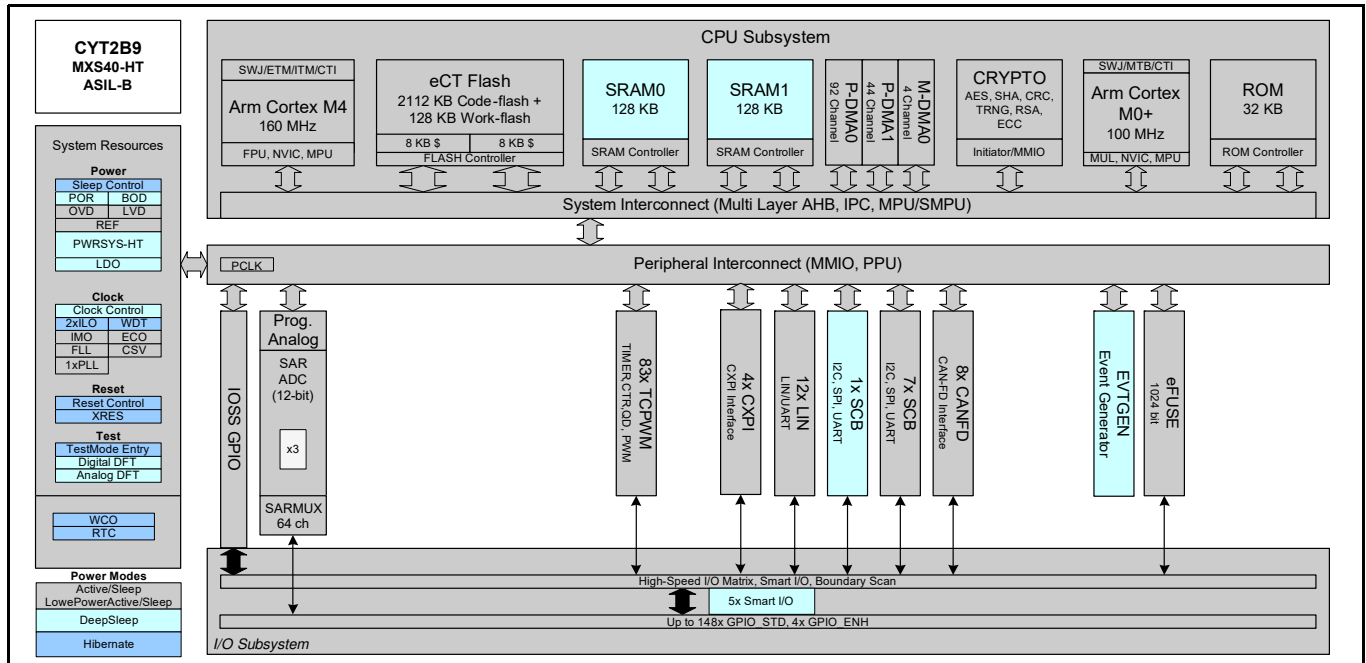 CYT2B9
MXS40-HT
ASIL-B
System Resources
Power
Sleep Control
POR
BOD
OVD
LVD
REF
PWRSYS-HT
LDO
Clock
Clock Control
2xILO
WDT
IMO
ECO
FLL
CSV
1xPLL
Reset
Reset Control
XRES
Test
TestMode Entry
Digital DFT
Analog DFT
WCO
RTC
Power Modes
Active/Sleep
LowePowerActive/Sleep
DeepSleep
Hibernate
CPU Subsystem
SWJ/ETM/ITM/CTI
Arm Cortex M4
160 MHz
FPU, NVIC, MPU
eCT Flash
2112 KB Code-flash +
128 KB Work-flash
8 KB $
8 KB $
FLASH Controller
SRAM0
128 KB
SRAM Controller
SRAM1
128 KB
SRAM Controller
P-DMA0
92 Channel
P-DMA1
44 Channel
M-DMA0
4 Channel
CRYPTO
AES, SHA, CRC,
TRNG, RSA,
ECC
Initiator/MMIO
SWJ/MTB/CTI
Arm Cortex
M0+
100 MHz
MUL, NVIC, MPU
ROM
32 KB
ROM Controller
System Interconnect (Multi Layer AHB, IPC, MPU/SMPU)
PCLK
Peripheral Interconnect (MMIO, PPU)
IOSS GPIO
Prog.
Analog
SAR
ADC
(12-bit)
x3
SARMUX
64 ch
83x TCPWM
TIMER,CTR,QD, PWM
4x CXPI
CXPI Interface
12x LIN
LIN/UART
1x SCB
I2C, SPI, UART
7x SCB
I2C, SPI, UART
8x CANFD
CAN-FD Interface
EVTGEN
Event Generator
eFUSE
1024 bit
High-Speed I/O Matrix, Smart I/O, Boundary Scan
5x Smart I/O
Up to 148x GPIO_STD, 4x GPIO_ENH
I/O Subsystem